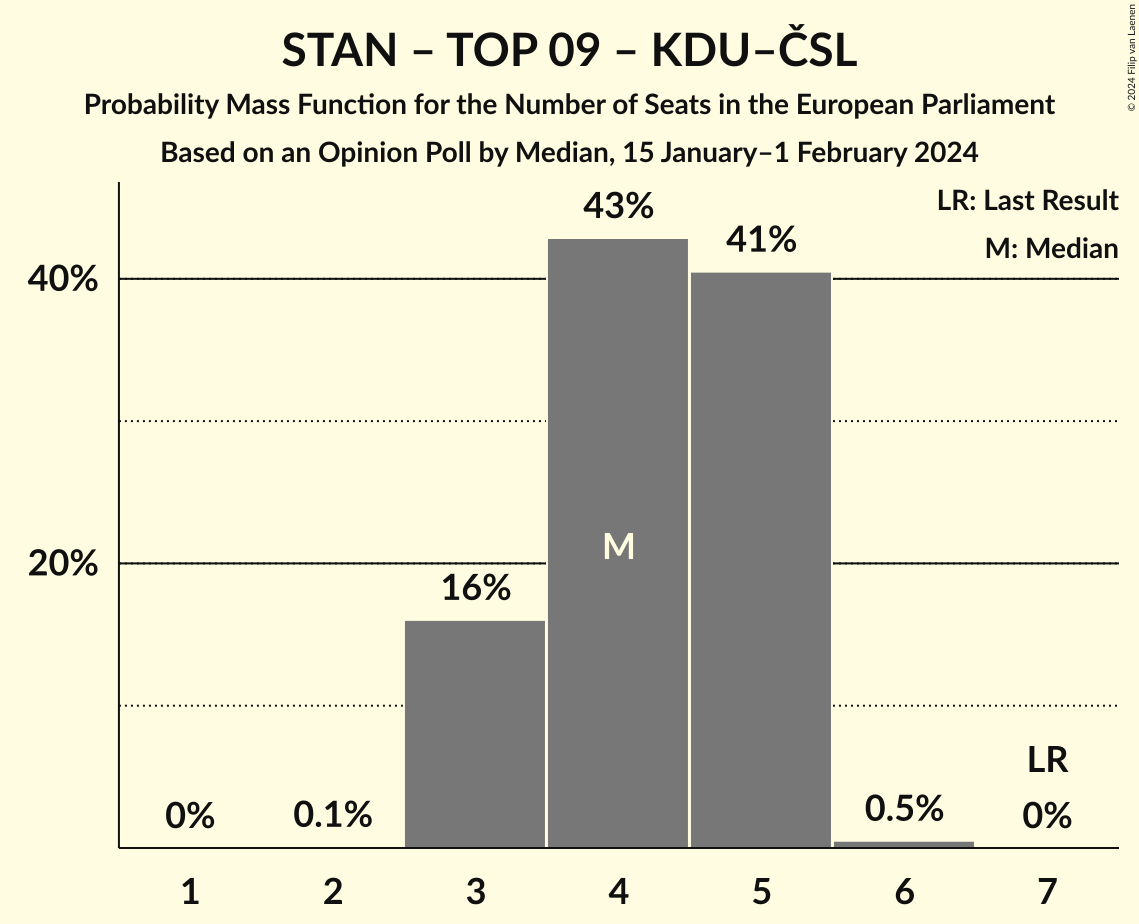 STAN – TOP 09 – KDU–ČSL
Probability Mass Function for the Number of Seats in the European Parliament
Based on an Opinion Poll by Median, 15 January–1 February 2024
© 2024 Filip van Laenen
LR: Last Result
M: Median
40%
20%
0%
0.1%
16%
43%
M
41%
0.5%
LR
0%
1 2 3 4 5 6 7